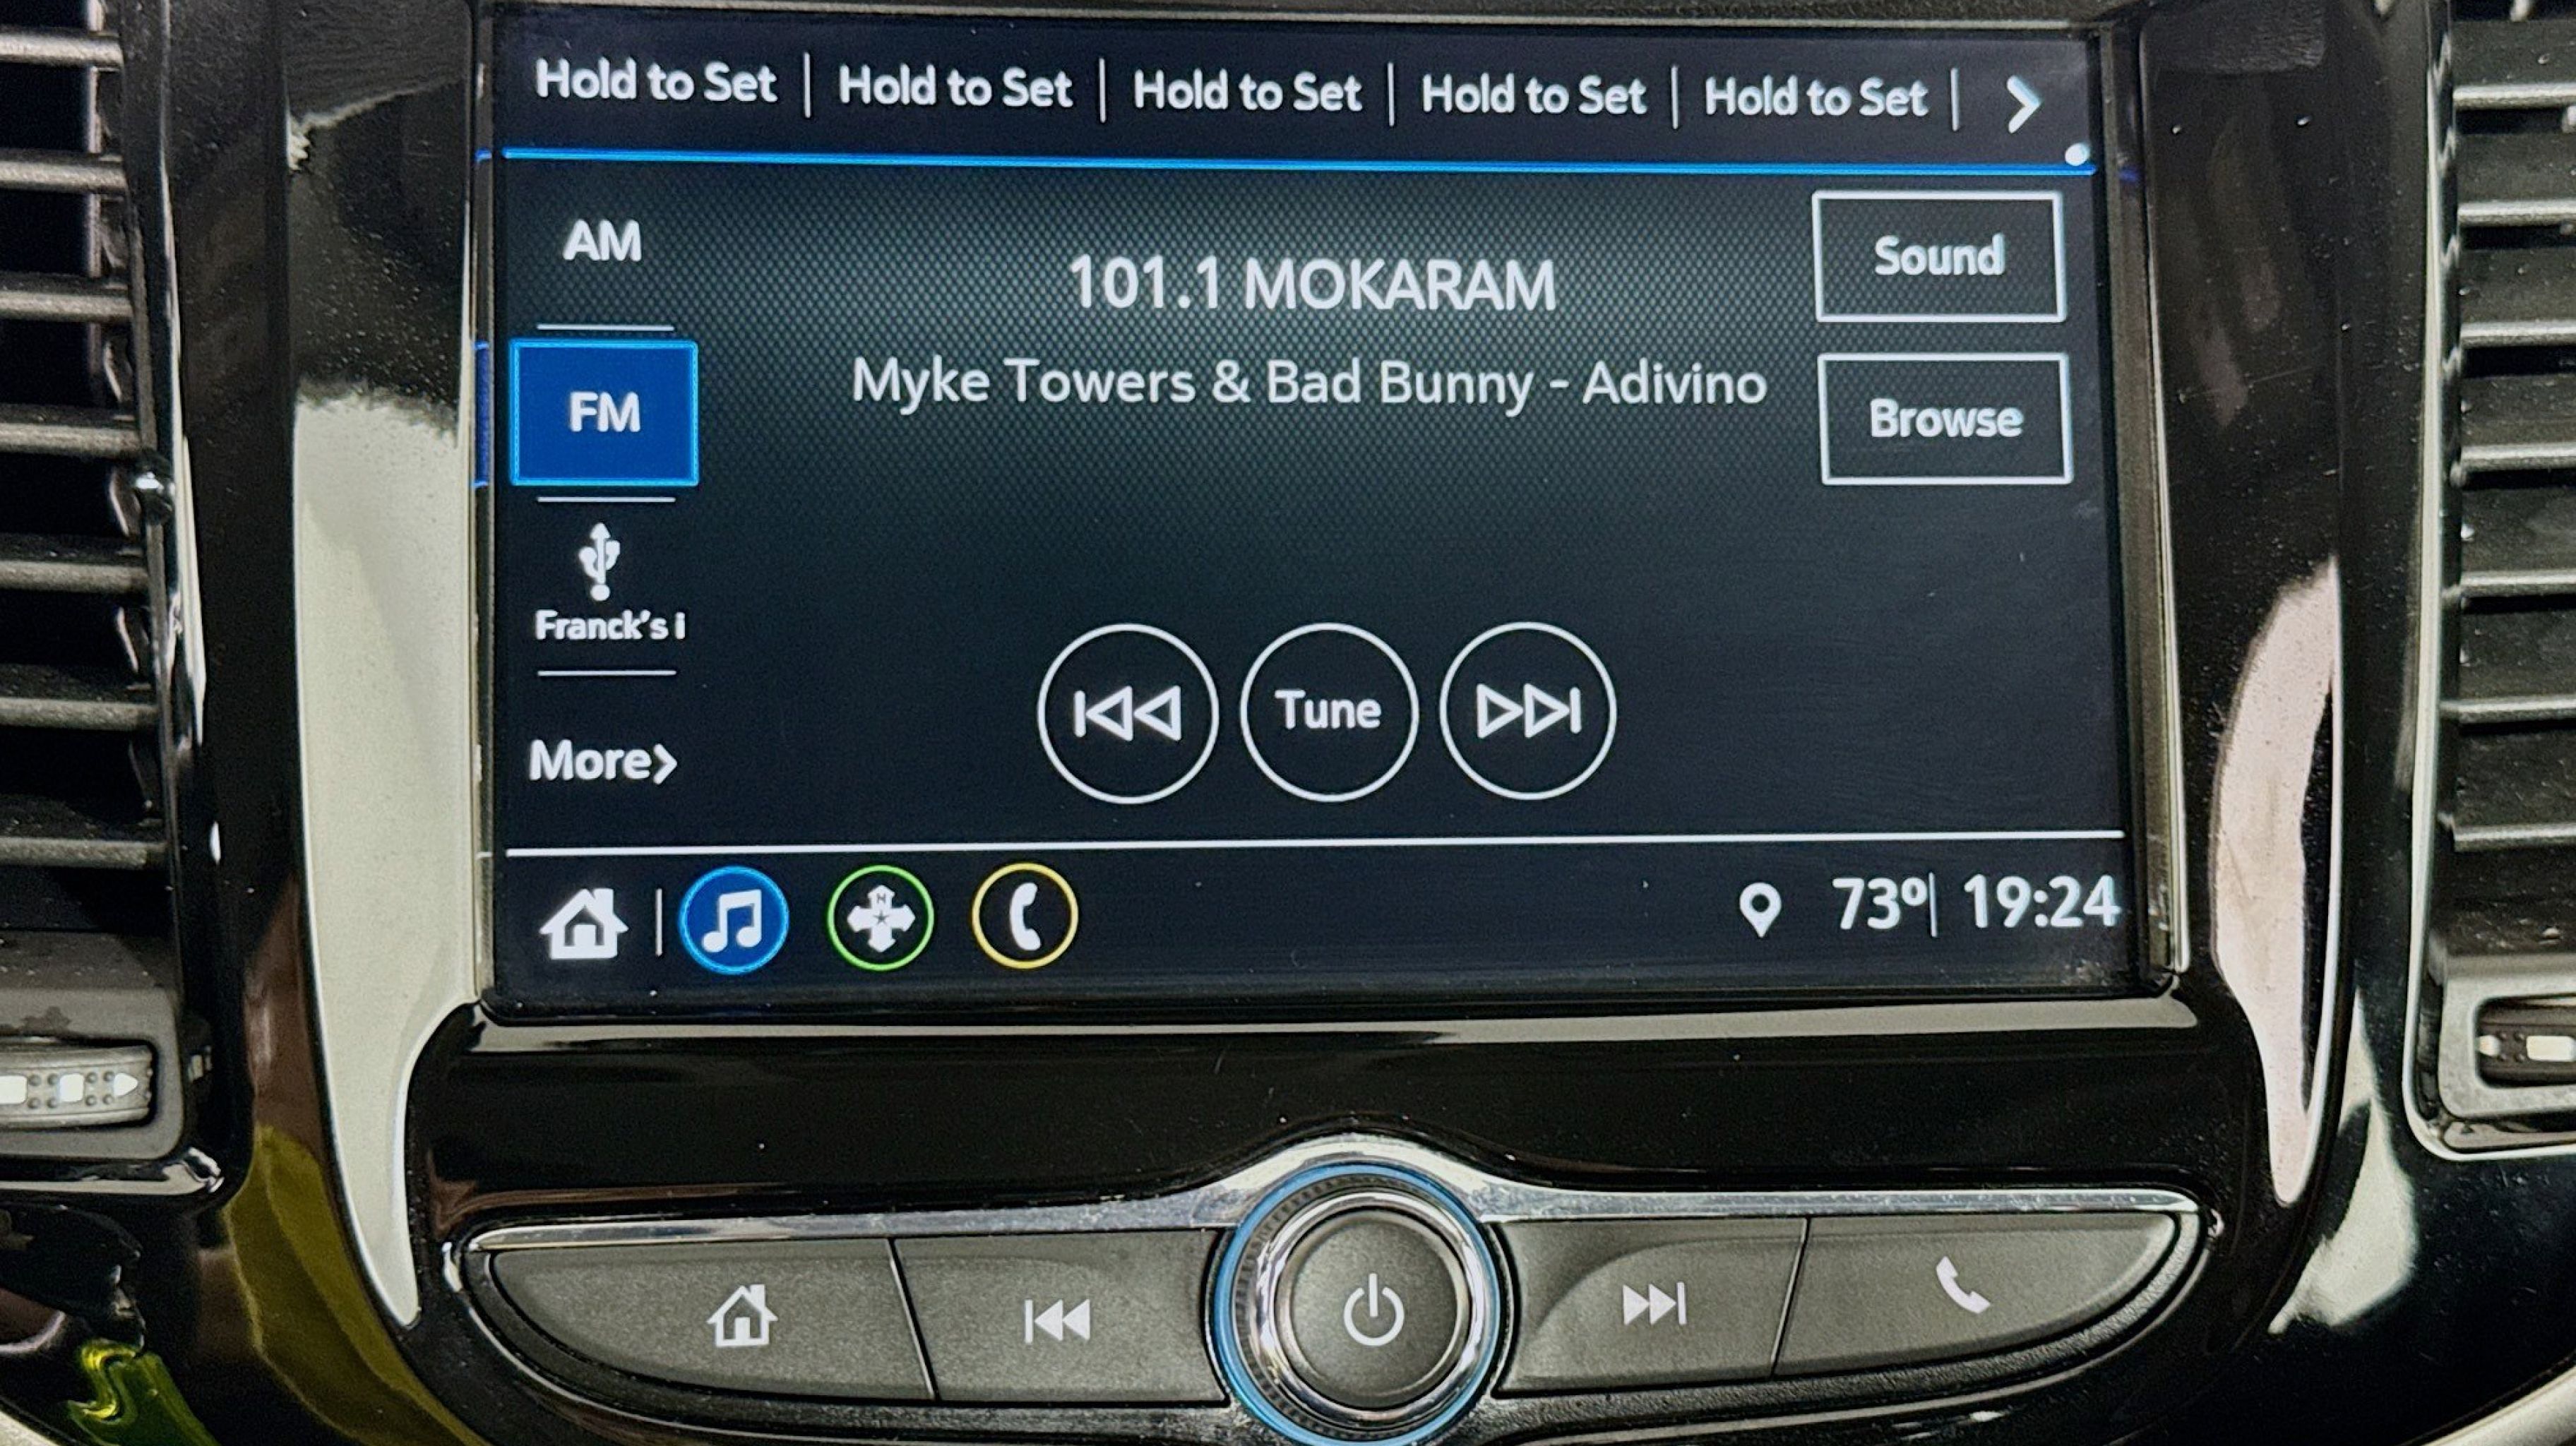 Hold to Set | Hold to Set | Hold to Set | Hold to Set | Hold to Set |
AM
101.1 MOKARAM
Sound
FM
Myke Towers & Bad Bunny - Adivino
Browse
Franck's i
Tune
More>
N
73º| 19:24